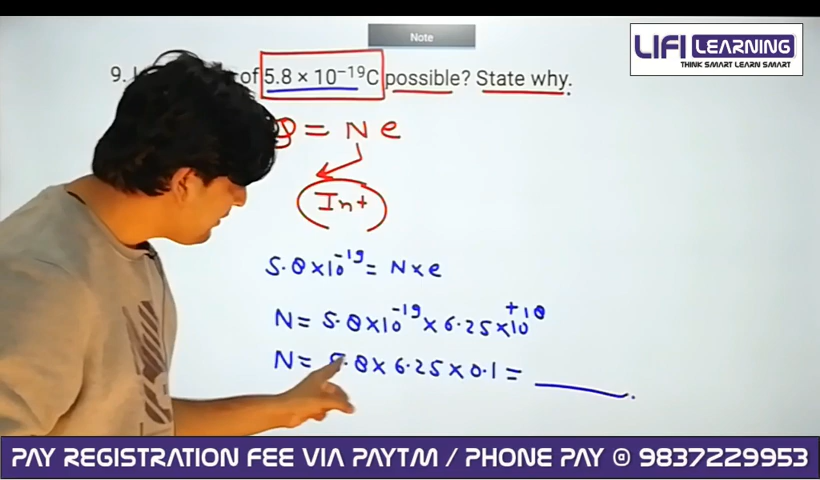 Note
LIFI LEARNING
THINK SMART LEARN SMART
9. of 5.8 × 10⁻¹⁹C possible? State why.
= N e
Int
5.8 × 10⁻¹⁹ = N × e
N = 5.8 × 10⁻¹⁹ × 6.25 × 10⁺¹⁸
N = 5.8 × 6.25 × 0.1 =
PAY REGISTRATION FEE VIA PAYTM / PHONE PAY @ 9837229953